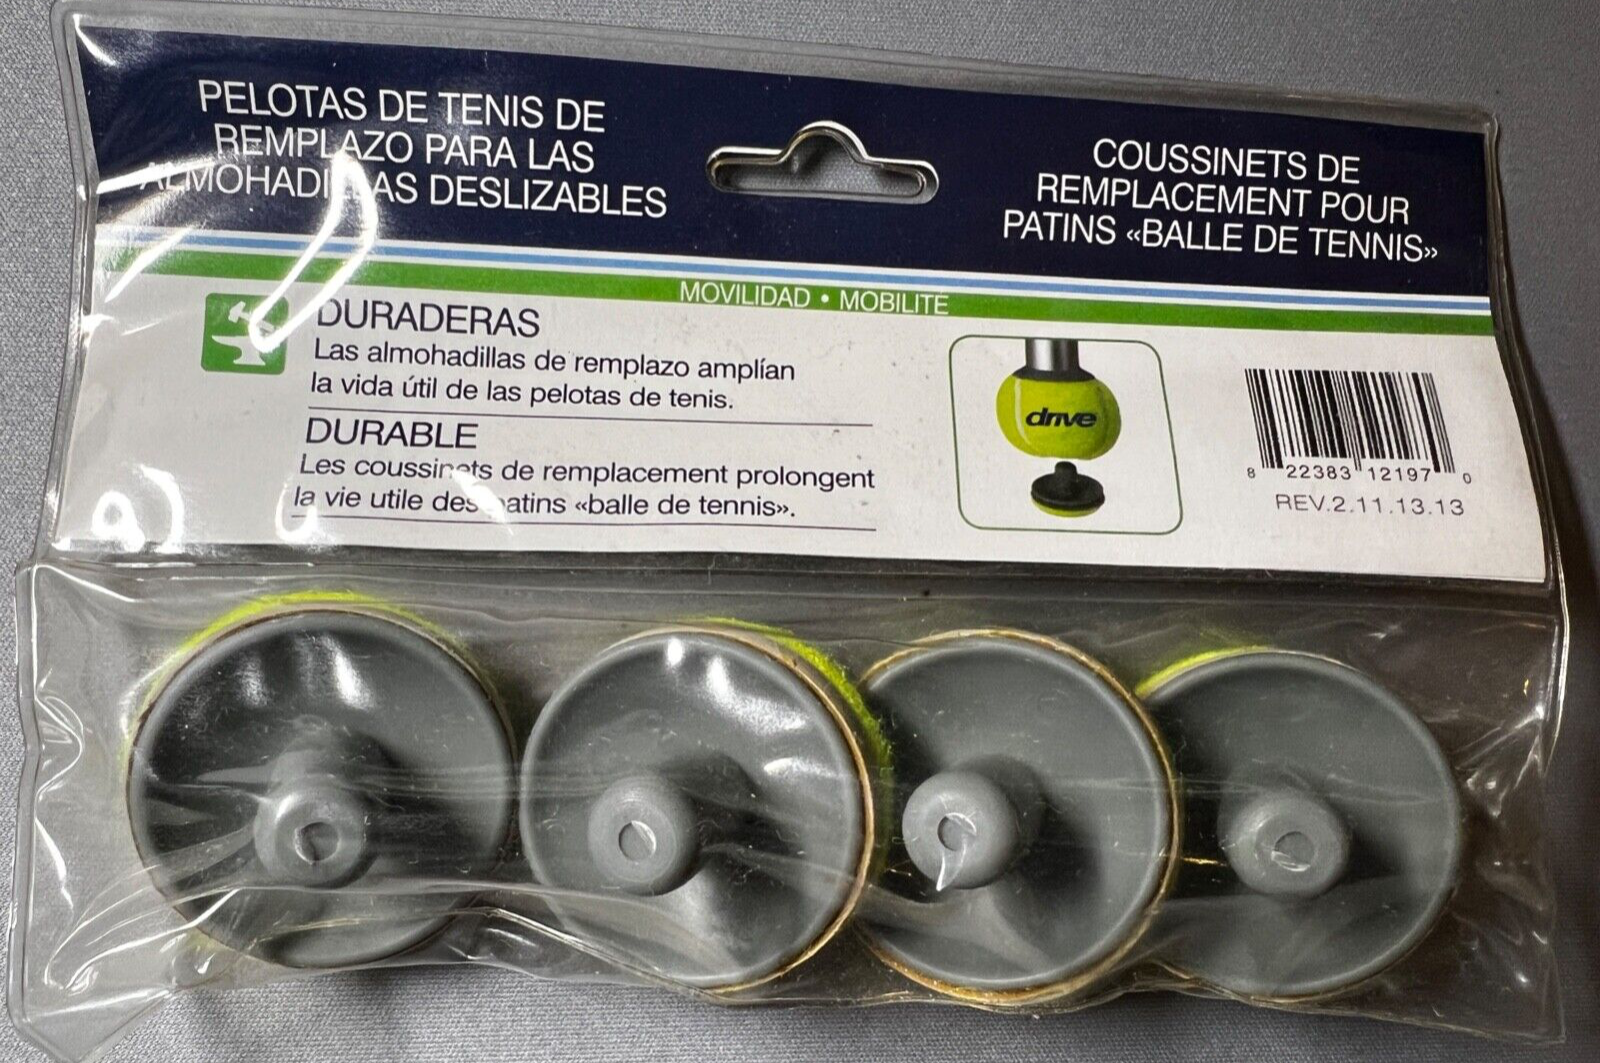 PELOTAS DE TENIS DE
REMPLAZO PARA LAS
ALMOHADILLAS DESLIZABLES
COUSSINETS DE
REMPLACEMENT POUR
PATINS «BALLE DE TENNIS»
MOVILIDAD • MOBILITÉ
DURADERAS
Las almohadillas de remplazo amplían
la vida útil de las pelotas de tenis.
DURABLE
Les coussinets de remplacement prolongent
la vie utile des patins «balle de tennis».
drive
8 22383 12197 0
REV.2.11.13.13